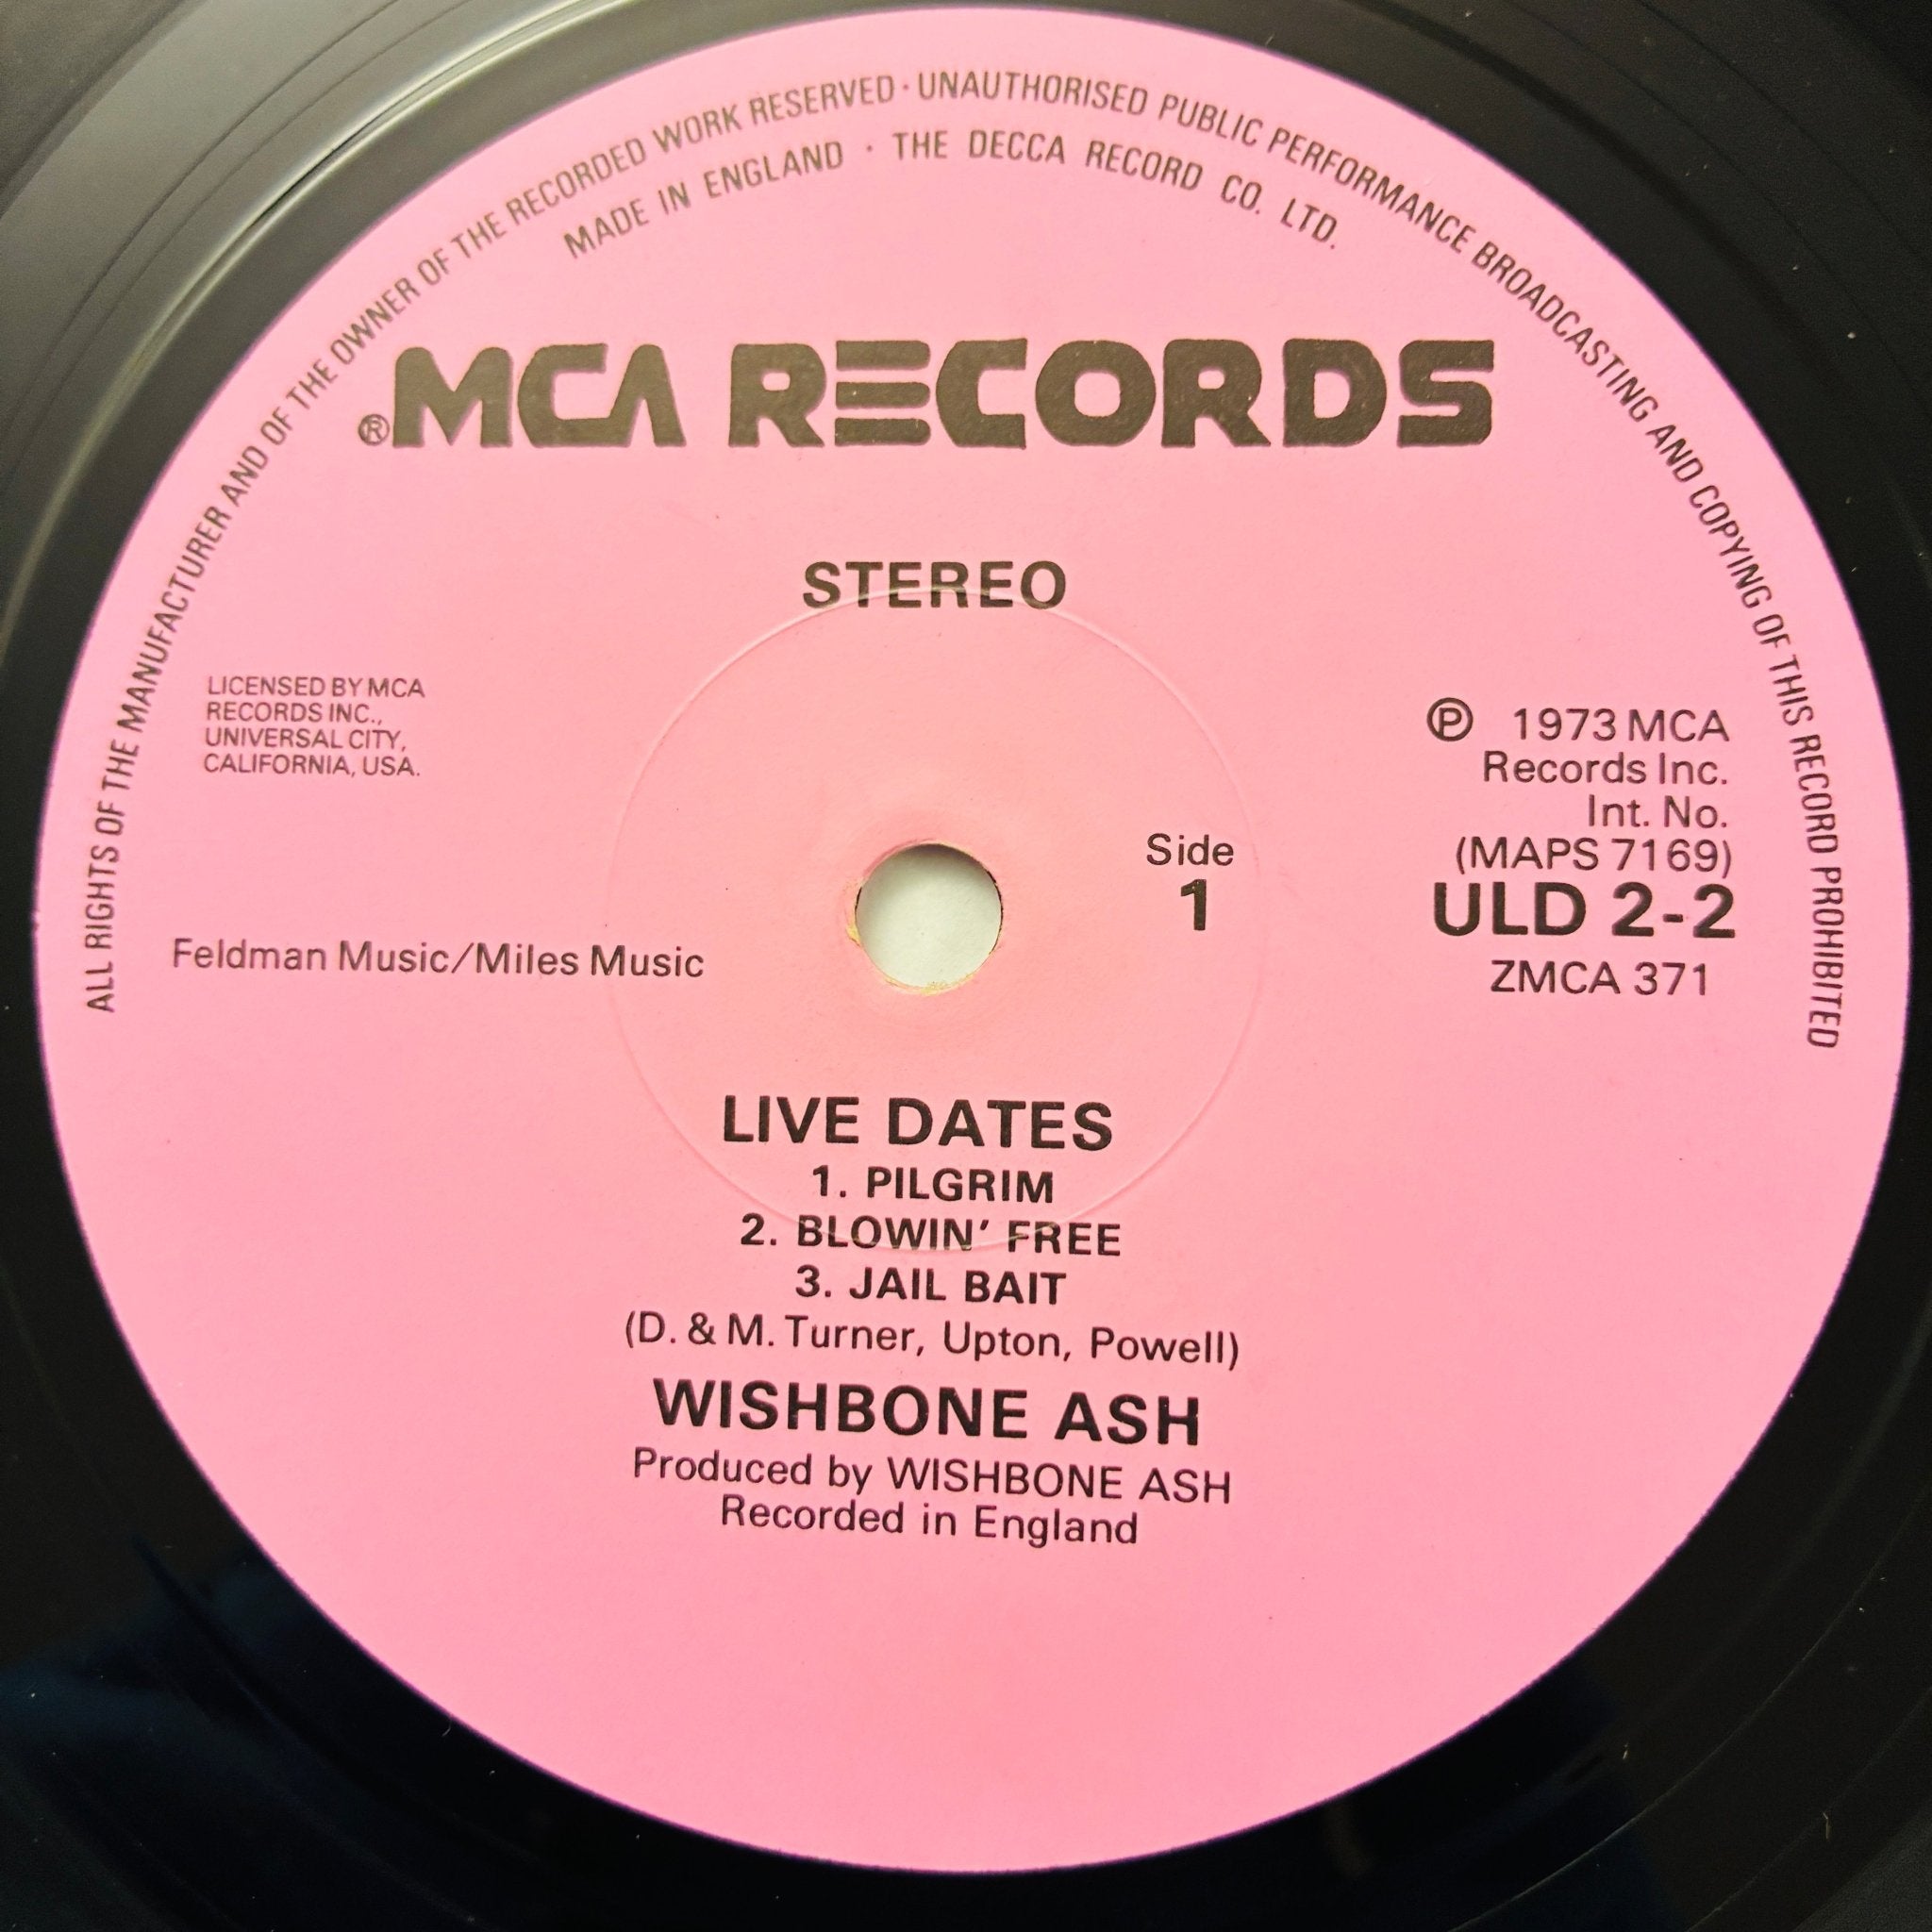 ALL RIGHTS OF THE MANUFACTURER AND OF THE OWNER OF THE RECORDED WORK RESERVED · UNAUTHORISED PUBLIC PERFORMANCE BROADCASTING AND COPYING OF THIS RECORD PROHIBITED
MADE IN ENGLAND · THE DECCA RECORD CO. LTD.
®MCA RECORDS
STEREO
LICENSED BY MCA
RECORDS INC.,
UNIVERSAL CITY,
CALIFORNIA, USA.
℗ 1973 MCA
Records Inc.
Int. No.
(MAPS 7169)
ULD 2-2
ZMCA 371
Side
1
Feldman Music/Miles Music
LIVE DATES
1. PILGRIM
2. BLOWIN' FREE
3. JAIL BAIT
(D. & M. Turner, Upton, Powell)
WISHBONE ASH
Produced by WISHBONE ASH
Recorded in England